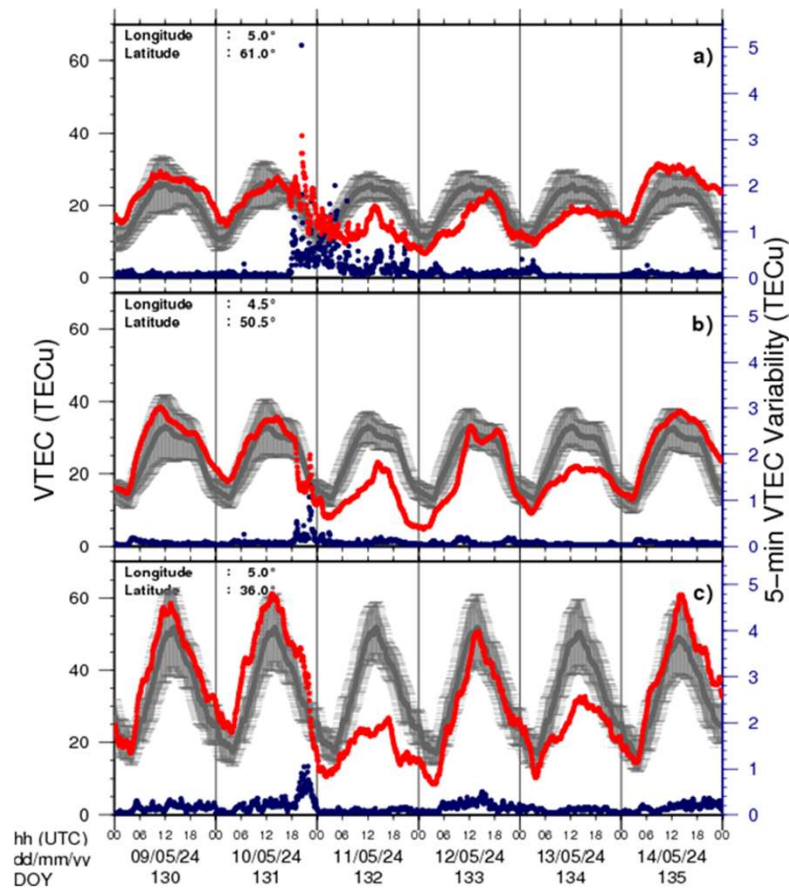 Longitude : 5.0°
Latitude : 61.0°
a)
60
40
20
0
5
4
3
2
1
0
Longitude : 4.5°
Latitude : 50.5°
b)
60
40
20
0
5
4
3
2
1
0
Longitude : 5.0°
Latitude : 36.0°
c)
60
40
20
0
5
4
3
2
1
0
VTEC (TECu)
5-min VTEC Variability (TECu)
hh (UTC) 00 06 12 18 00 06 12 18 00 06 12 18 00 06 12 18 00 06 12 18 00 06 12 18 00
dd/mm/yy 09/05/24 10/05/24 11/05/24 12/05/24 13/05/24 14/05/24
DOY 130 131 132 133 134 135